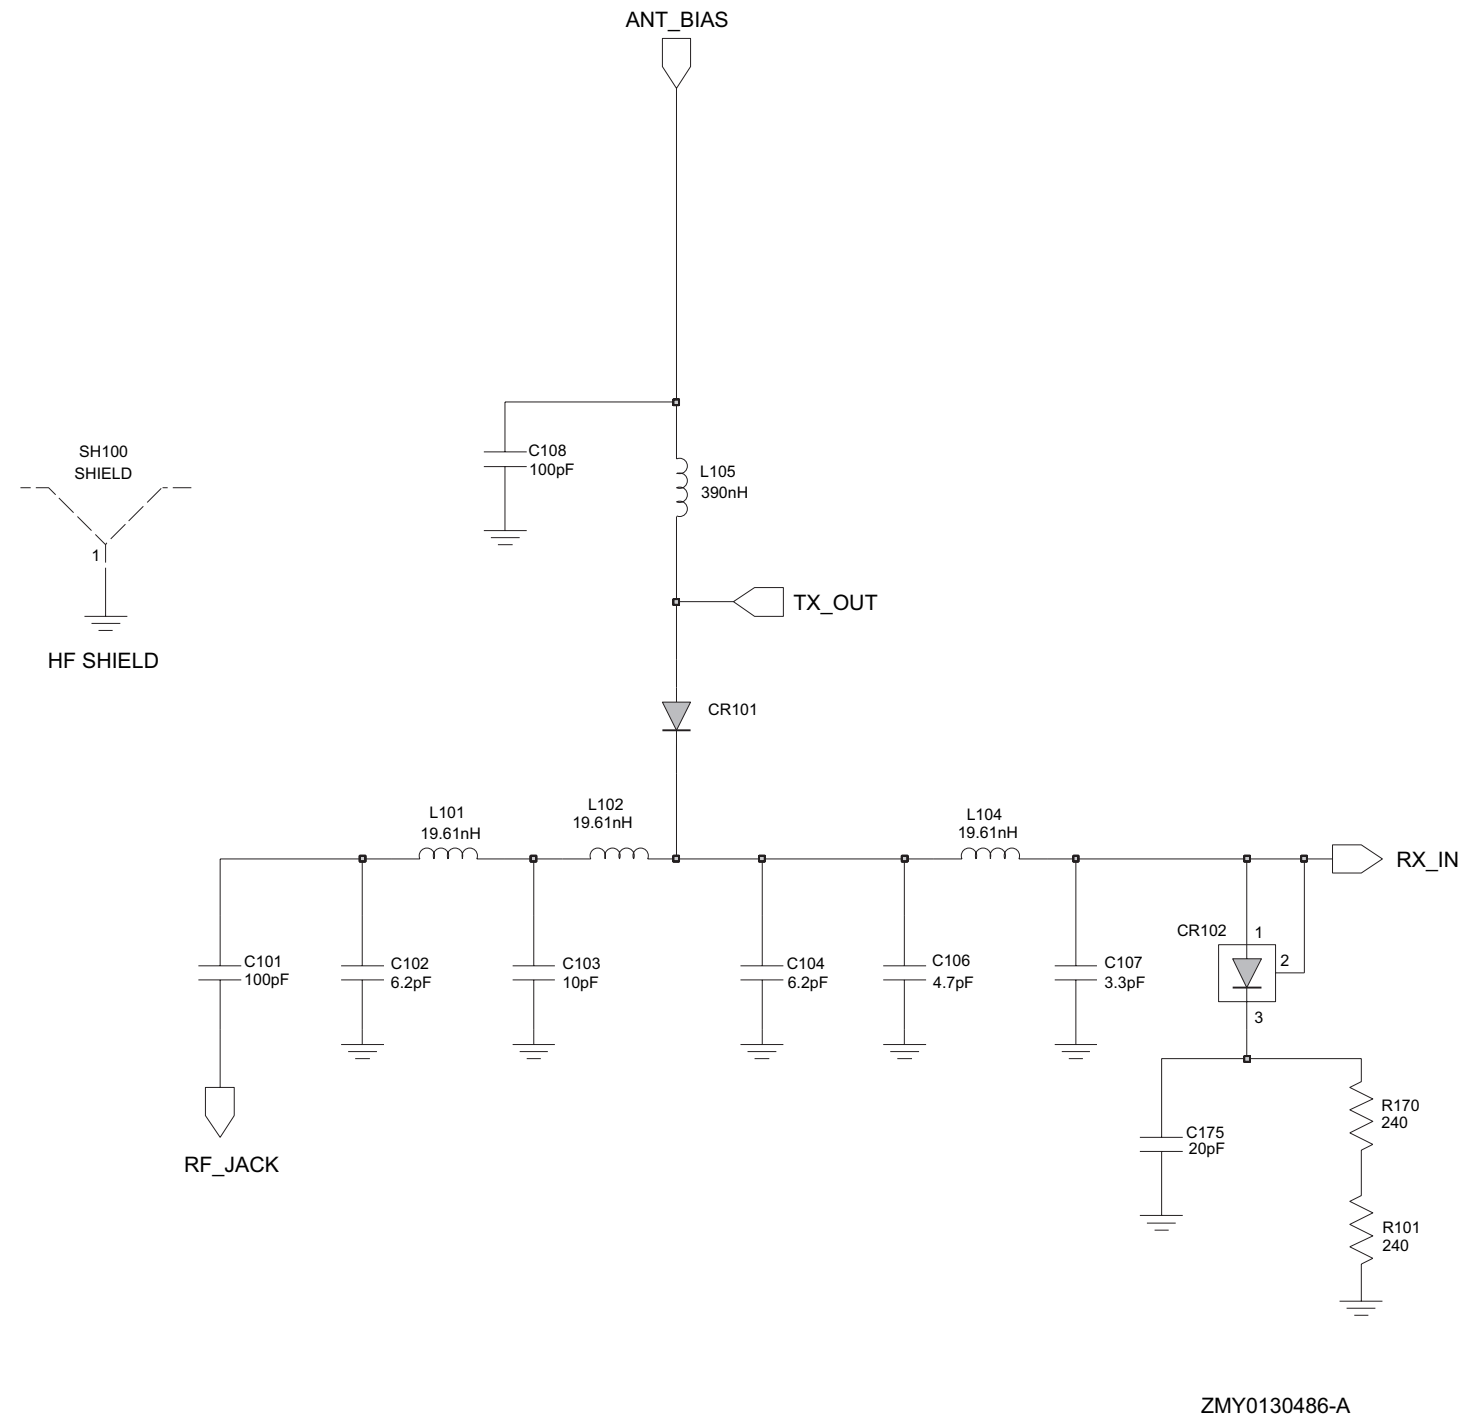 ANT_BIAS
SH100
SHIELD
1
HF SHIELD
C108
100pF
L105
390nH
TX_OUT
CR101
L101
19.61nH
L102
19.61nH
L104
19.61nH
RX_IN
C101
100pF
C102
6.2pF
C103
10pF
C104
6.2pF
C106
4.7pF
C107
3.3pF
CR102
1
2
3
RF_JACK
C175
20pF
R170
240
R101
240
ZMY0130486-A